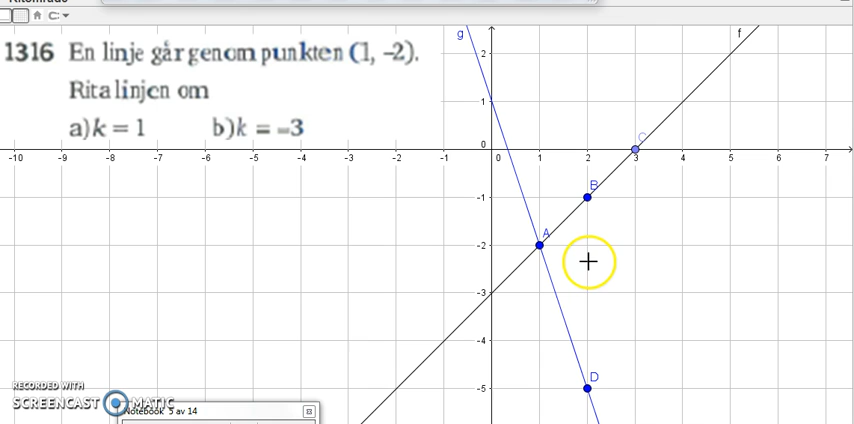 1316 En linje går genom punkten (1, –2).
Rita linjen om
a) k = 1 b) k = –3
g
f
2
1
0
-10 -9 -8 -7 -6 -5 -4 -3 -2 -1 0 1 2 3 4 5 6 7
C
B
-1
A
-2
-3
-4
D
-5
RECORDED WITH
SCREENCAST MATIC
Notebook 5 av 14